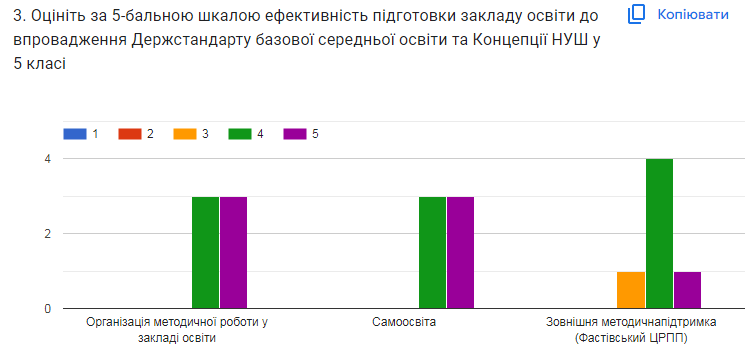 3. Оцініть за 5-бальною шкалою ефективність підготовки закладу освіти до
впровадження Держстандарту базової середньої освіти та Концепції НУШ у
5 класі
Копіювати
1 2 3 4 5
4
2
0
Організація методичної роботи у
закладі освіти
Самоосвіта
Зовнішня методичнапідтримка
(Фастівський ЦРПП)